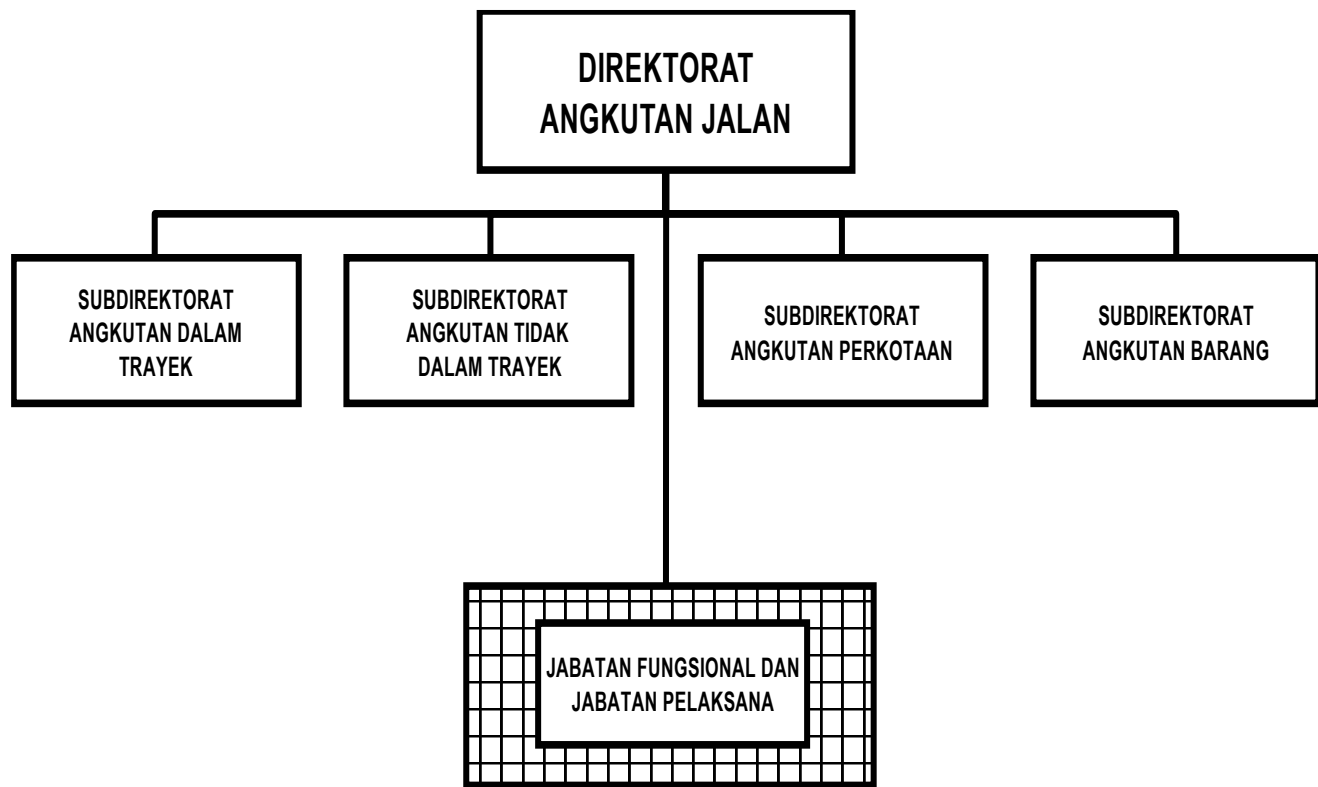 DIREKTORAT
ANGKUTAN JALAN
SUBDIREKTORAT
ANGKUTAN DALAM
TRAYEK
SUBDIREKTORAT
ANGKUTAN TIDAK
DALAM TRAYEK
SUBDIREKTORAT
ANGKUTAN PERKOTAAN
SUBDIREKTORAT
ANGKUTAN BARANG
JABATAN FUNGSIONAL DAN
JABATAN PELAKSANA